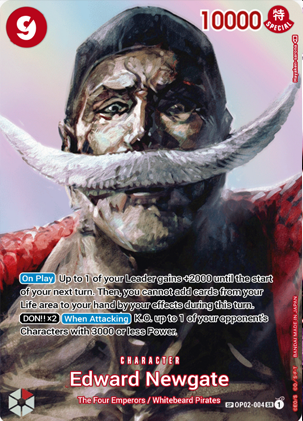 9
10000
特
SPECIAL
On Play Up to 1 of your Leader gains +2000 until the start
of your next turn. Then, you cannot add cards from your
Life area to your hand by your effects during this turn.
DON!!×2 When Attacking K.O. up to 1 of your opponent's
Characters with 3000 or less Power.
CHARACTER
Edward Newgate
The Four Emperors / Whitebeard Pirates
SP OP02-004 SR 1